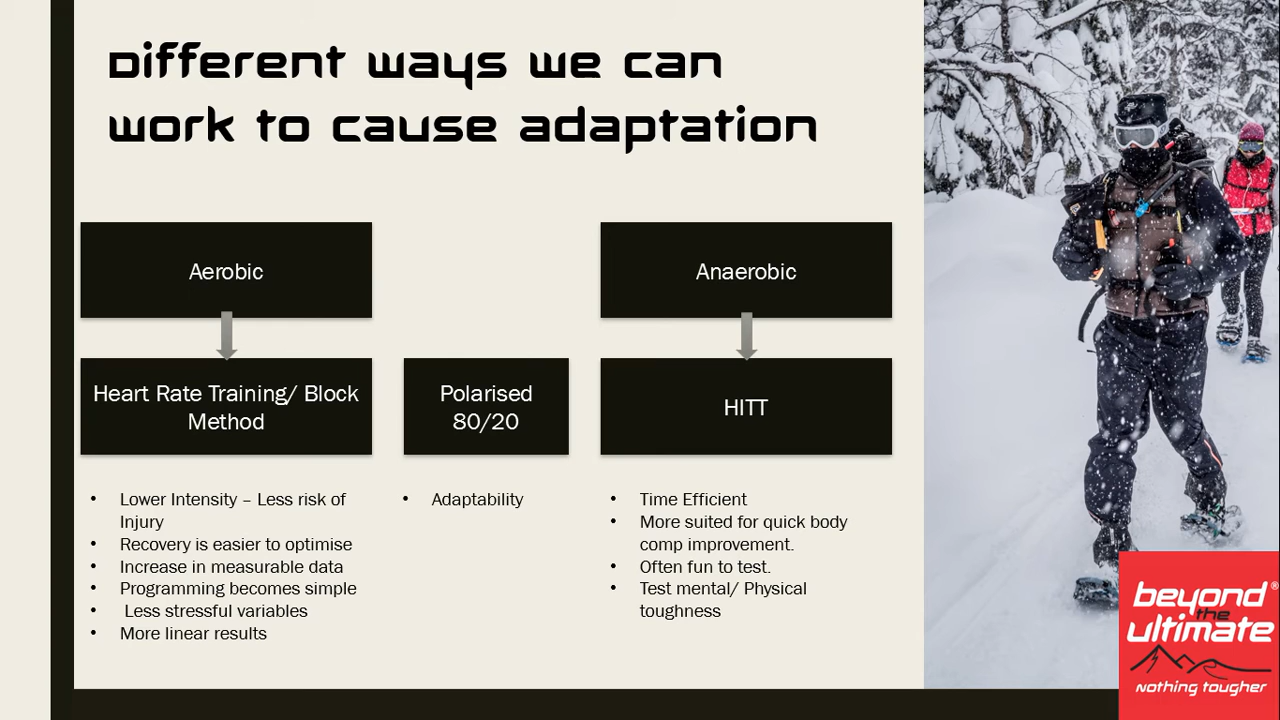 Different ways we can
work to cause adaptation
Aerobic
Anaerobic
Heart Rate Training/ Block
Method
Polarised
80/20
HITT
• Lower Intensity – Less risk of
Injury
• Recovery is easier to optimise
• Increase in measurable data
• Programming becomes simple
• Less stressful variables
• More linear results
• Adaptability
• Time Efficient
• More suited for quick body
comp improvement.
• Often fun to test.
• Test mental/ Physical
toughness
beyond®
the
ultimate
Nothing tougher